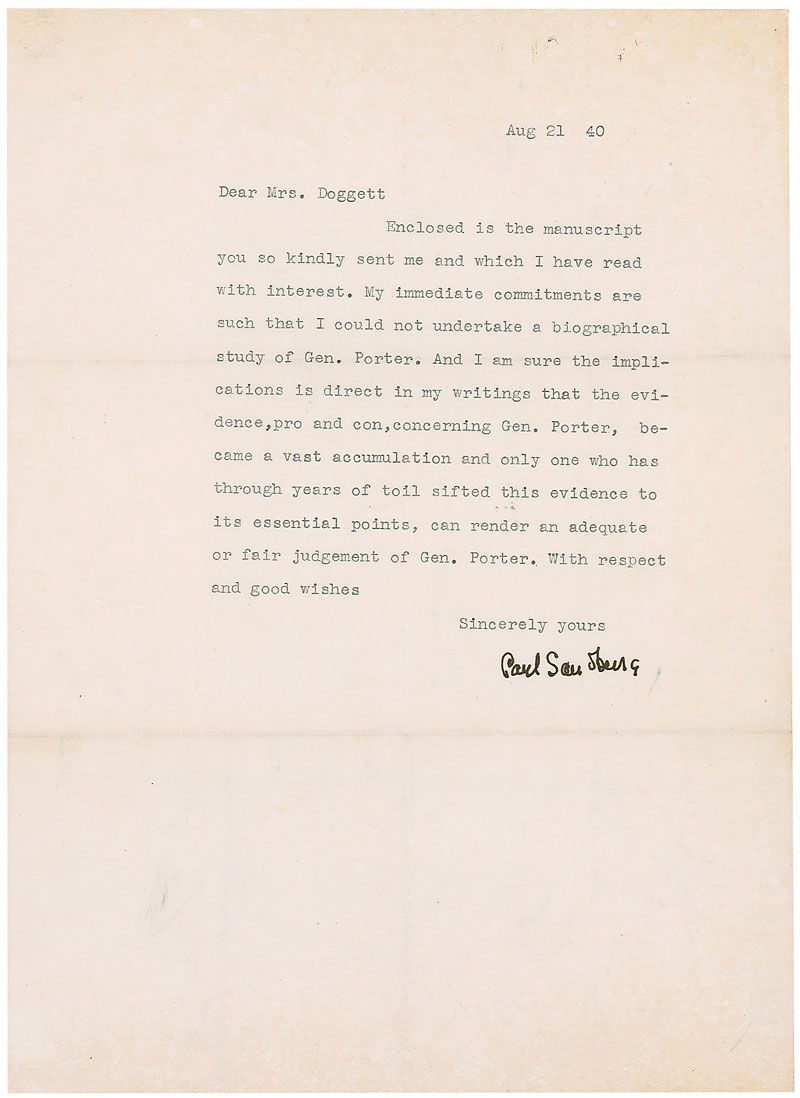 Aug 21 40
Dear Mrs. Doggett
Enclosed is the manuscript
you so kindly sent me and which I have read
with interest. My immediate commitments are
such that I could not undertake a biographical
study of Gen. Porter. And I am sure the impli-
cations is direct in my writings that the evi-
dence,pro and con,concerning Gen. Porter, be-
came a vast accumulation and only one who has
through years of toil sifted this evidence to
its essential points, can render an adequate
or fair judgement of Gen. Porter. With respect
and good wishes
Sincerely yours
Carl Sandburg